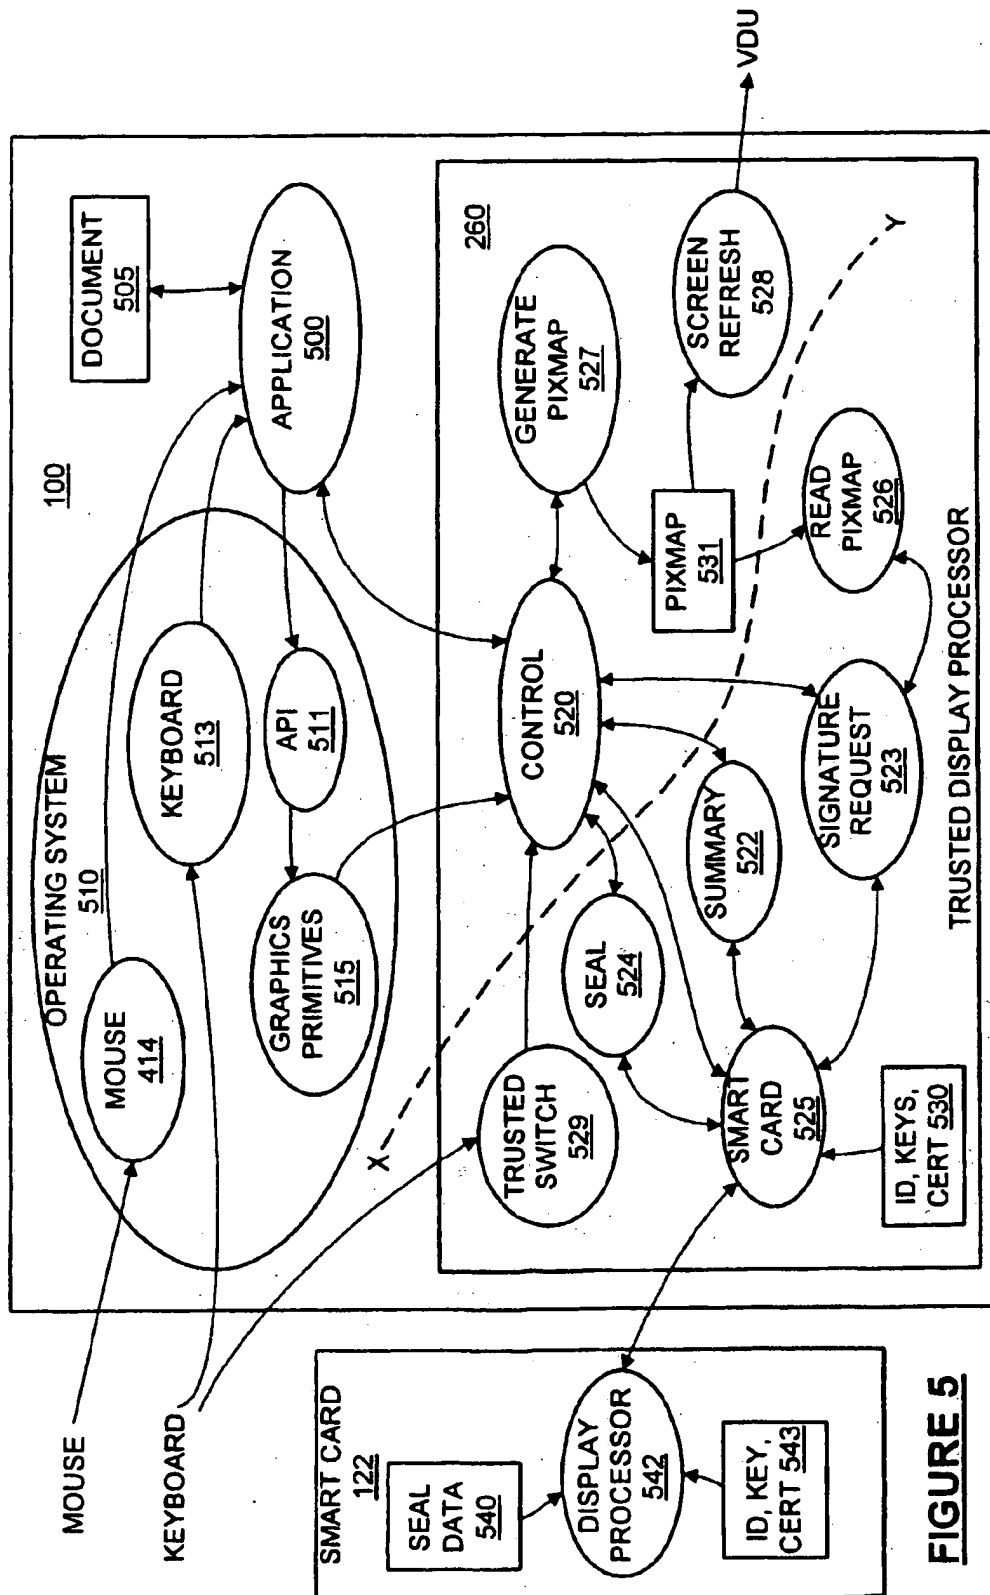 MOUSE
KEYBOARD
100
OPERATING SYSTEM
510
MOUSE
414
KEYBOARD
513
API
511
GRAPHICS
PRIMITIVES
515
DOCUMENT
505
APPLICATION
500
X
260
TRUSTED
SWITCH
529
CONTROL
520
GENERATE
PIXMAP
527
SEAL
524
PIXMAP
531
SCREEN
REFRESH
528
VDU
Y
SUMMARY
522
READ
PIXMAP
526
SMART
CARD
525
SIGNATURE
REQUEST
523
ID, KEYS,
CERT 530
TRUSTED DISPLAY PROCESSOR
SMART CARD
122
SEAL
DATA
540
DISPLAY
PROCESSOR
542
ID, KEY,
CERT 543
FIGURE 5